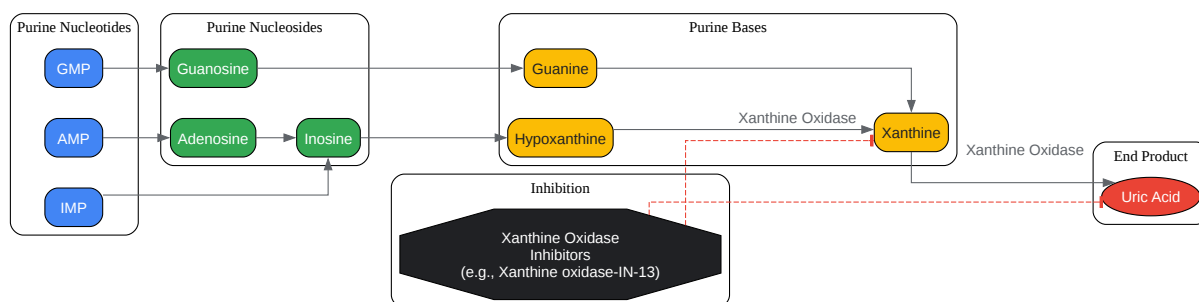 Purine Nucleotides
Purine Nucleosides
Purine Bases
GMP
Guanosine
Guanine
AMP
Adenosine
Inosine
Hypoxanthine
Xanthine Oxidase
Xanthine
IMP
Xanthine Oxidase
End Product
Uric Acid
Inhibition
Xanthine Oxidase
Inhibitors
(e.g., Xanthine oxidase-IN-13)